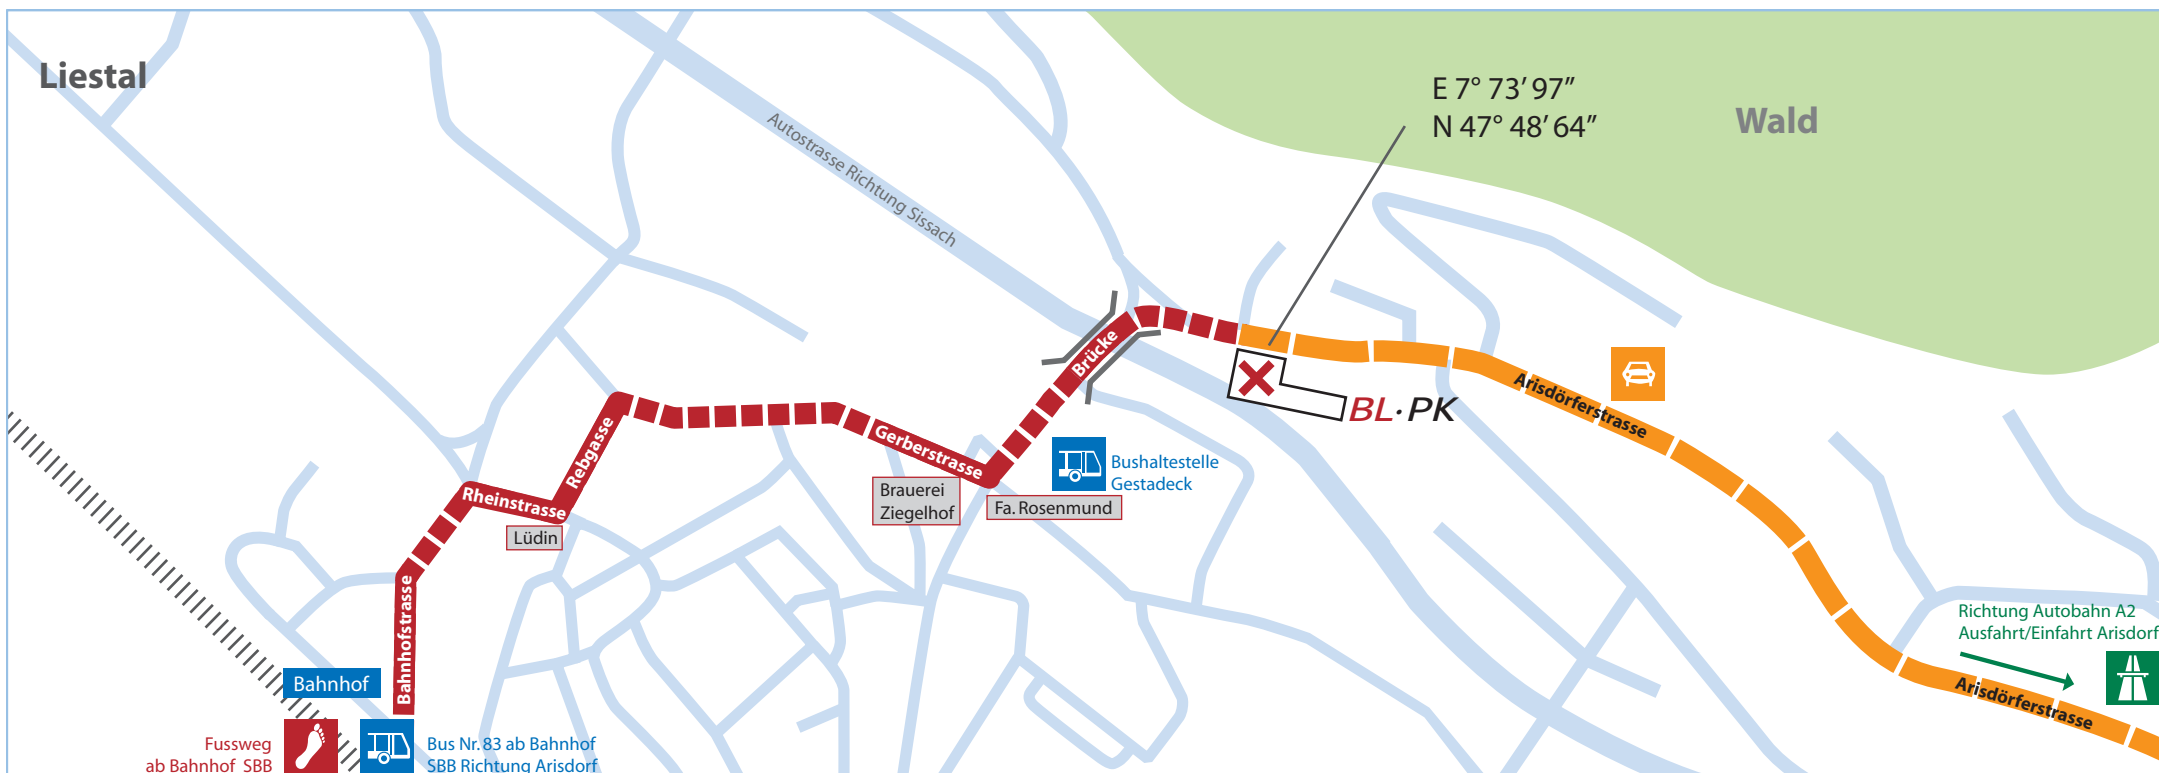 Liestal
E 7° 73’ 97”
N 47° 48’ 64”
Wald
Autostrasse Richtung Sissach
Brücke
BL·PK
Arisdörferstrasse
Rebgasse
Gerberstrasse
Bushaltestelle
Gestadeck
Brauerei
Ziegelhof
Fa. Rosenmund
Rheinstrasse
Lüdin
Bahnhofstrasse
Richtung Autobahn A2
Ausfahrt/Einfahrt Arisdorf
Arisdörferstrasse
Bahnhof
Fussweg
ab Bahnhof SBB
Bus Nr. 83 ab Bahnhof
SBB Richtung Arisdorf